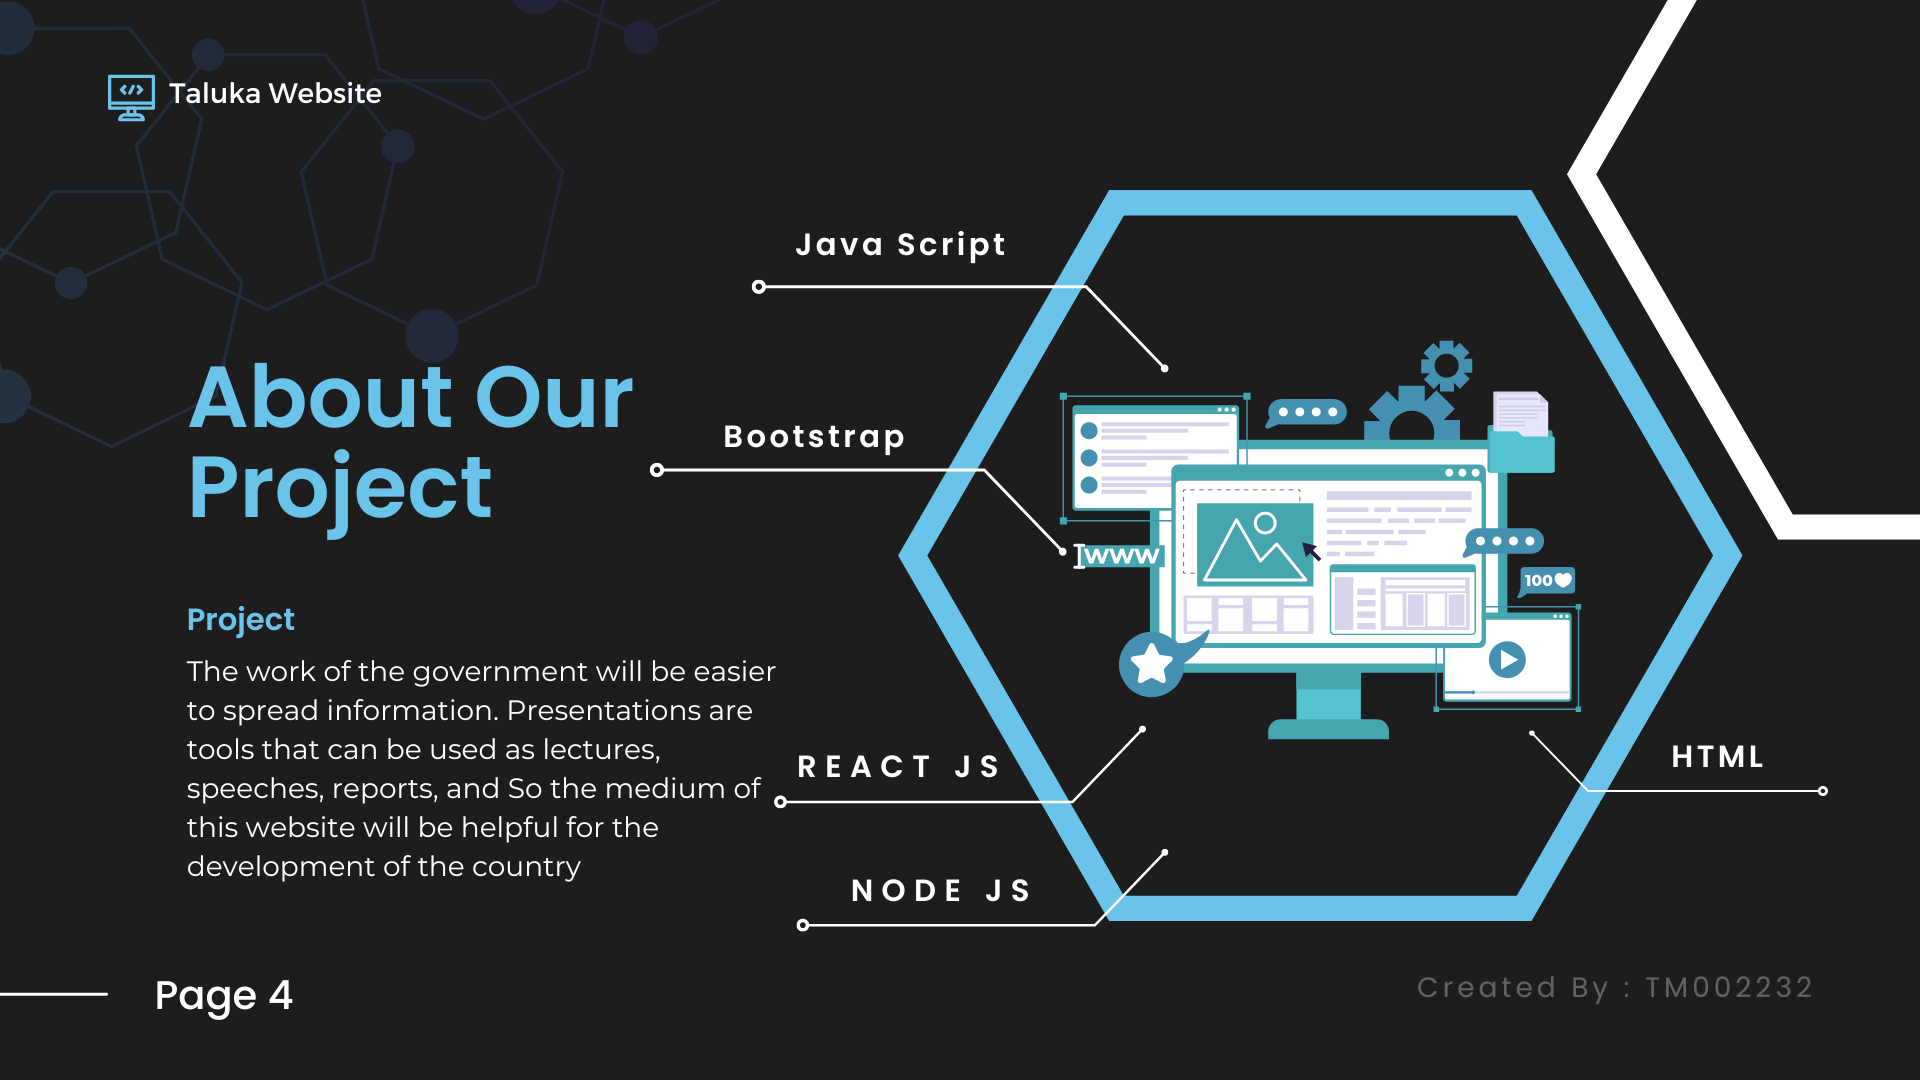 Taluka Website
Java Script
About Our
Project
Bootstrap
WWW
100
Project
The work of the government will be easier
to spread information. Presentations are
tools that can be used as lectures,
speeches, reports, and So the medium of
this website will be helpful for the
development of the country
REACT JS
HTML
NODE JS
Page 4
Created By : TM002232